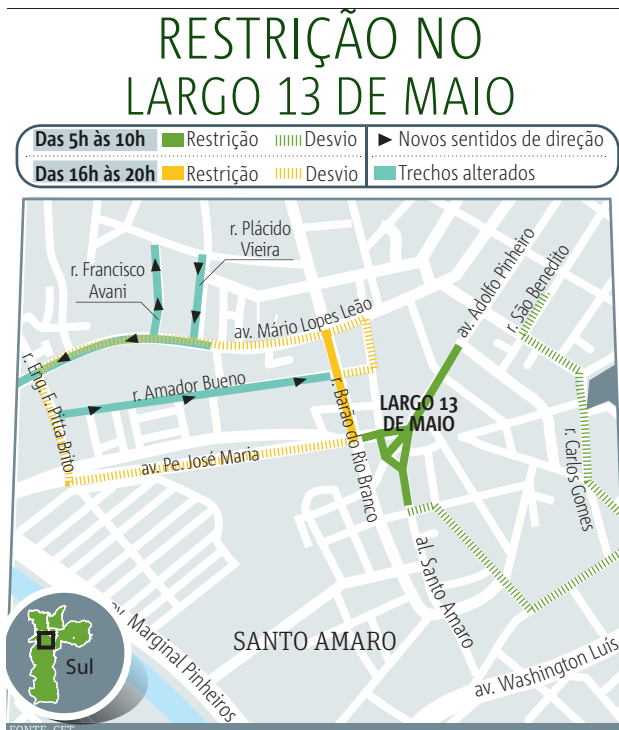 RESTRIÇÃO NO
LARGO 13 DE MAIO
Das 5h às 10h Restrição Desvio Novos sentidos de direção
Das 16h às 20h Restrição Desvio Trechos alterados
r. Plácido
Vieira
r. Francisco
Avani
av. Mário Lopes Leão
av. Adolfo Pinheiro
r. São Benedito
r. Eng. F. Pitta Brito
r. Amador Bueno
r. Barão do Rio Branco
LARGO 13
DE MAIO
r. Carlos Gomes
av. Pe. José Maria
al. Santo Amaro
av. Marginal Pinheiros
SANTO AMARO
av. Washington Luís
Sul
FONTE: CET